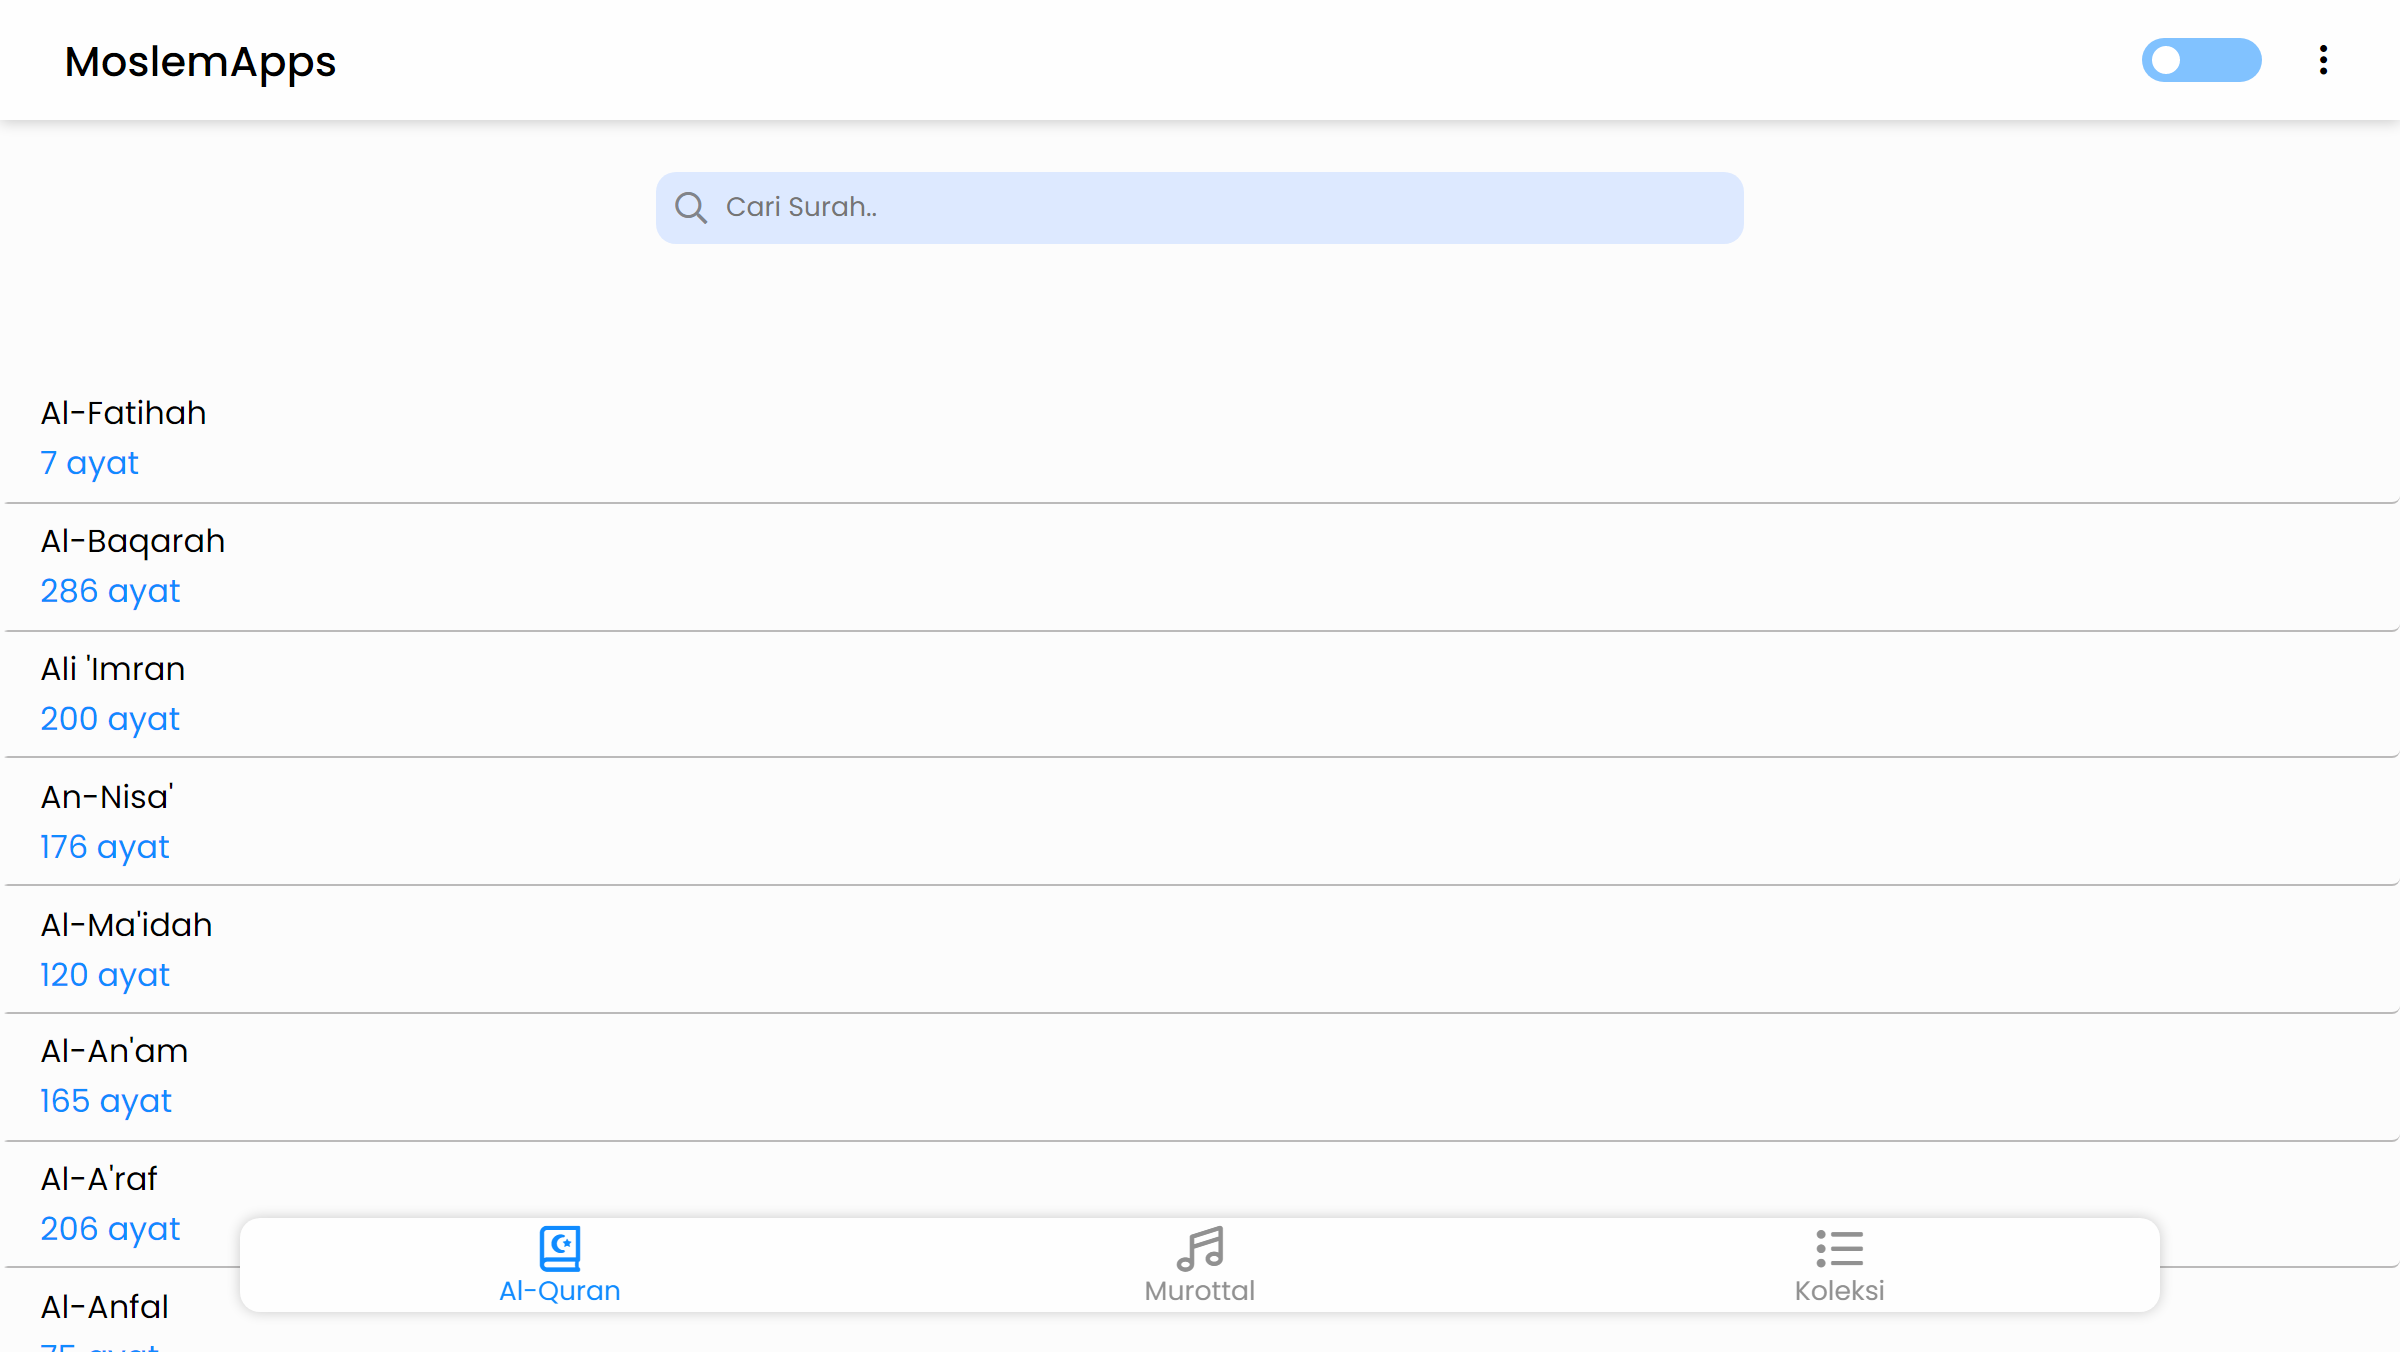 MoslemApps
Cari Surah..
Al-Fatihah
7 ayat
Al-Baqarah
286 ayat
Ali 'Imran
200 ayat
An-Nisa'
176 ayat
Al-Ma'idah
120 ayat
Al-An'am
165 ayat
Al-A'raf
206 ayat
Al-Anfal
75 ayat
Al-Quran
Murottal
Koleksi